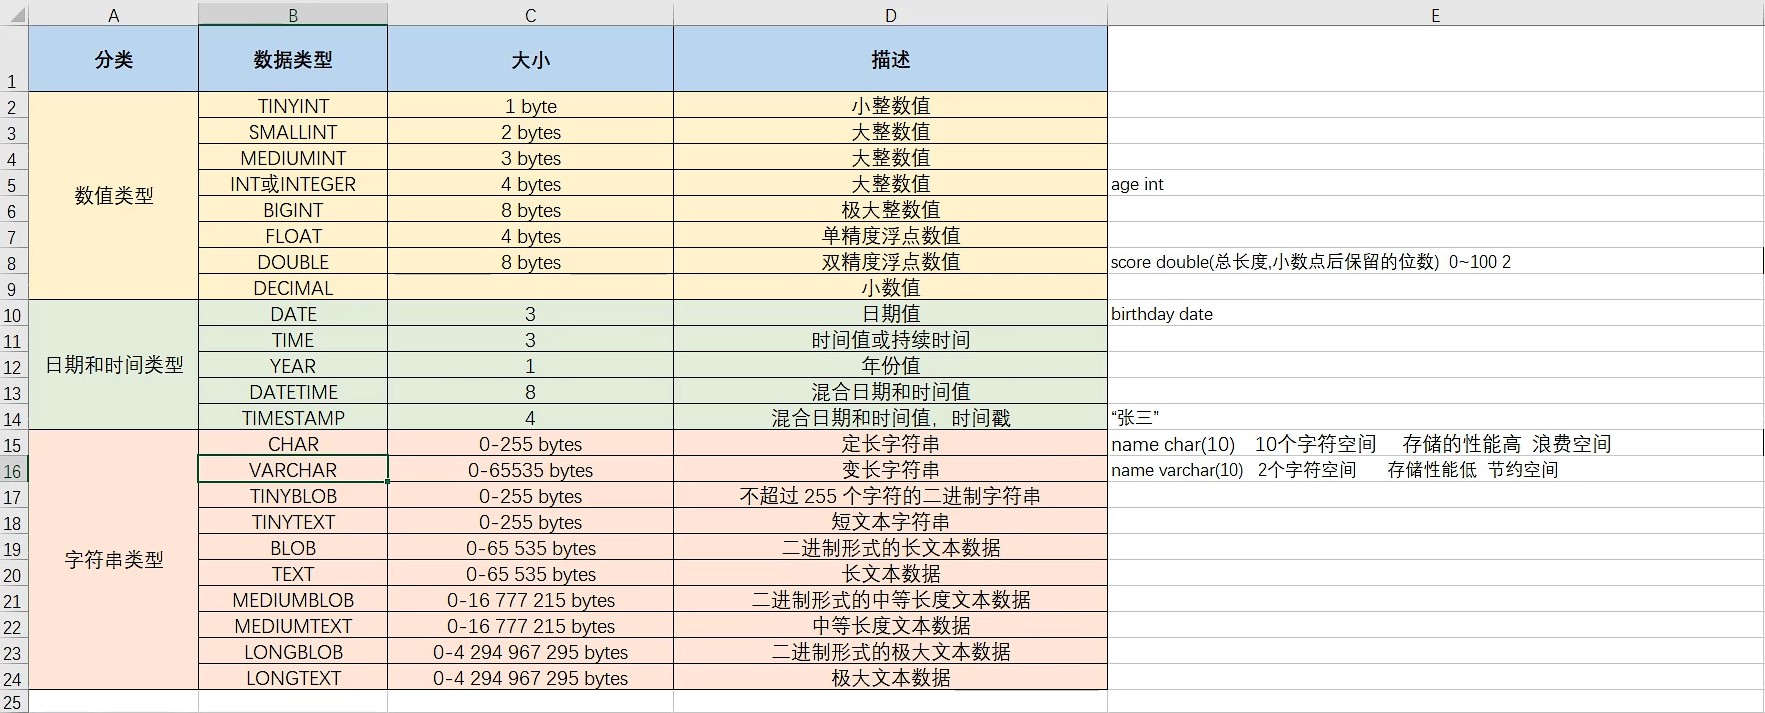 A B C D E
1 分类 数据类型 大小 描述
2 TINYINT 1 byte 小整数值
3 SMALLINT 2 bytes 大整数值
4 MEDIUMINT 3 bytes 大整数值
数值类型
5 INT或INTEGER 4 bytes 大整数值 age int
6 BIGINT 8 bytes 极大整数值
7 FLOAT 4 bytes 单精度浮点数值
8 DOUBLE 8 bytes 双精度浮点数值 score double(总长度,小数点后保留的位数) 0~100 2
9 DECIMAL 小数值
10 DATE 3 日期值 birthday date
11 TIME 3 时间值或持续时间
12 日期和时间类型 YEAR 1 年份值
13 DATETIME 8 混合日期和时间值
14 TIMESTAMP 4 混合日期和时间值，时间戳 “张三”
15 CHAR 0-255 bytes 定长字符串 name char(10) 10个字符空间 存储的性能高 浪费空间
16 VARCHAR 0-65535 bytes 变长字符串 name varchar(10) 2个字符空间 存储性能低 节约空间
17 TINYBLOB 0-255 bytes 不超过 255 个字符的二进制字符串
18 TINYTEXT 0-255 bytes 短文本字符串
19 BLOB 0-65 535 bytes 二进制形式的长文本数据
字符串类型
20 TEXT 0-65 535 bytes 长文本数据
21 MEDIUMBLOB 0-16 777 215 bytes 二进制形式的中等长度文本数据
22 MEDIUMTEXT 0-16 777 215 bytes 中等长度文本数据
23 LONGBLOB 0-4 294 967 295 bytes 二进制形式的极大文本数据
24 LONGTEXT 0-4 294 967 295 bytes 极大文本数据
25